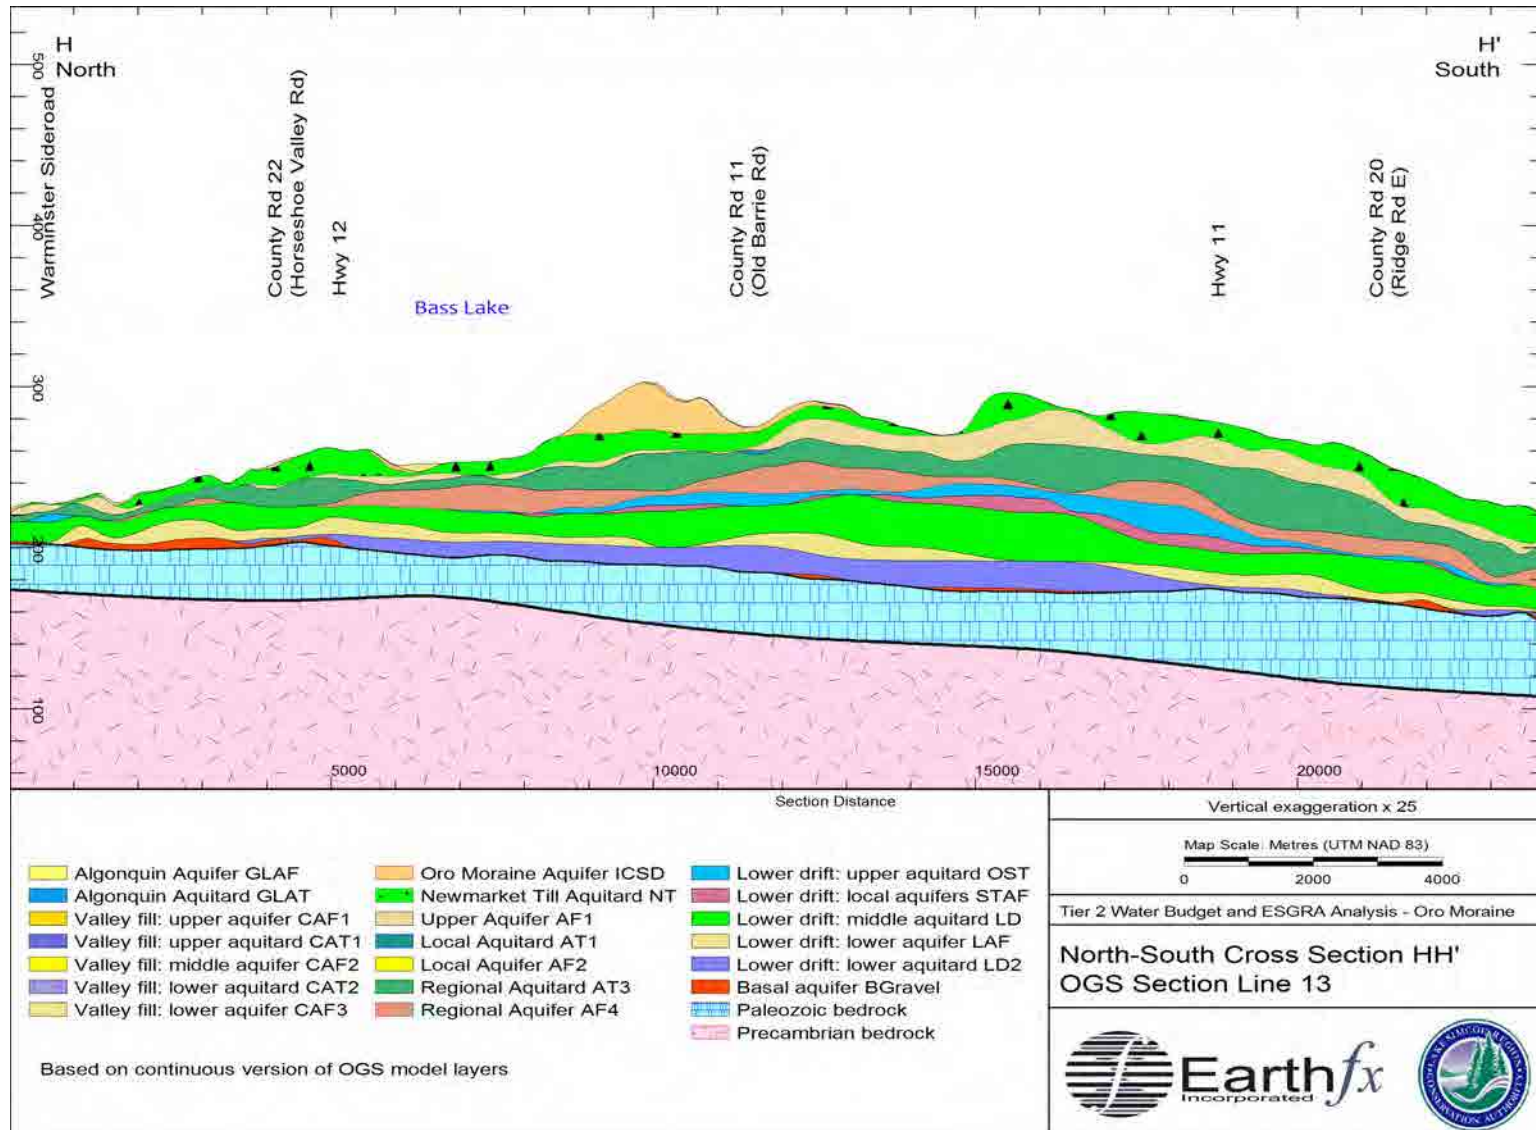 H
North
H'
South
500
400
300
200
100
Warminster Sideroad
County Rd 22
(Horseshoe Valley Rd)
Hwy 12
Bass Lake
County Rd 11
(Old Barrie Rd)
Hwy 11
County Rd 20
(Ridge Rd E)
5000
10000
15000
20000
Section Distance
Algonquin Aquifer GLAF
Algonquin Aquitard GLAT
Valley fill: upper aquifer CAF1
Valley fill: upper aquitard CAT1
Valley fill: middle aquifer CAF2
Valley fill: lower aquitard CAT2
Valley fill: lower aquifer CAF3
Oro Moraine Aquifer ICSD
Newmarket Till Aquitard NT
Upper Aquifer AF1
Local Aquitard AT1
Local Aquifer AF2
Regional Aquitard AT3
Regional Aquifer AF4
Lower drift: upper aquitard OST
Lower drift: local aquifers STAF
Lower drift: middle aquitard LD
Lower drift: lower aquifer LAF
Lower drift: lower aquitard LD2
Basal aquifer BGravel
Paleozoic bedrock
Precambrian bedrock
Based on continuous version of OGS model layers
Vertical exaggeration x 25
Map Scale: Metres (UTM NAD 83)
0 2000 4000
Tier 2 Water Budget and ESGRA Analysis - Oro Moraine
North-South Cross Section HH'
OGS Section Line 13
Earthfx
Incorporated
LAKE SIMCOE REGION
CONSERVATION AUTHORITY